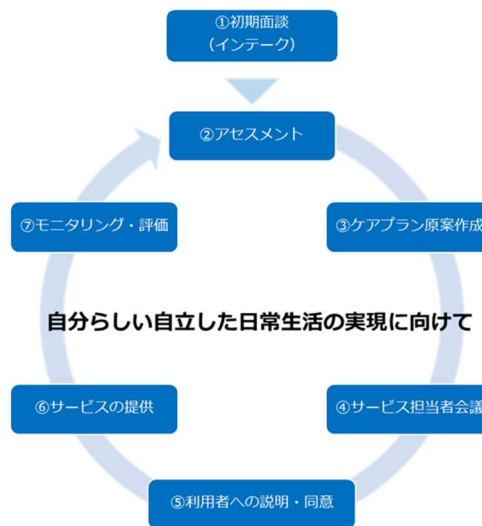 ①初期面談
(インテーク)
②アセスメント
③ケアプラン原案作成
④サービス担当者会議
⑤利用者への説明・同意
⑥サービスの提供
⑦モニタリング・評価
自分らしい自立した日常生活の実現に向けて